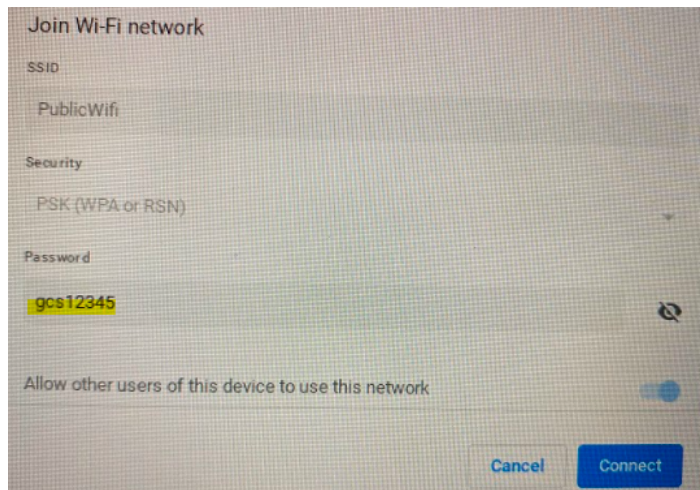 Join Wi-Fi network
SSID
PublicWifi
Security
PSK (WPA or RSN)
Password
gcs12345
Allow other users of this device to use this network
Cancel
Connect